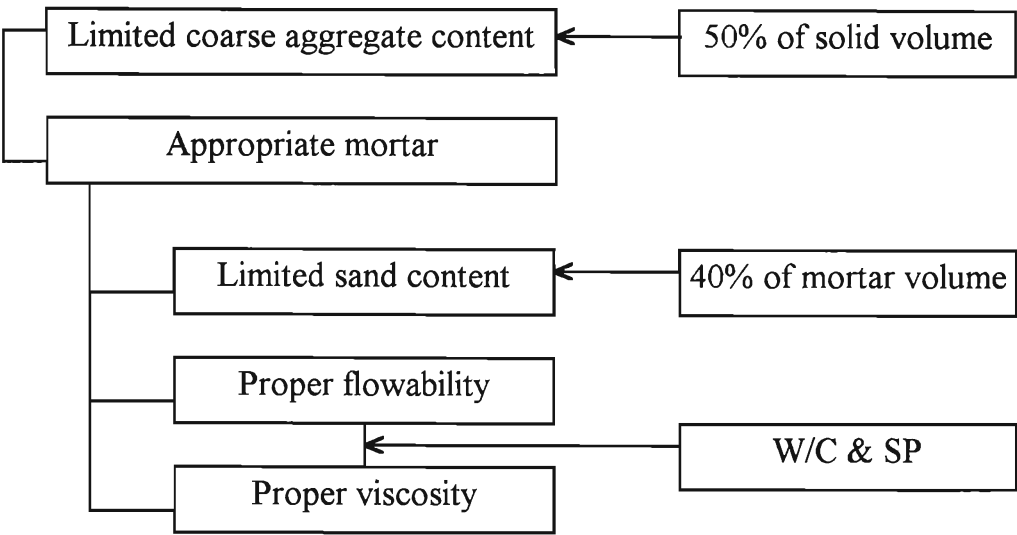 Limited coarse aggregate content
50% of solid volume
Appropriate mortar
Limited sand content
40% of mortar volume
Proper flowability
W/C & SP
Proper viscosity